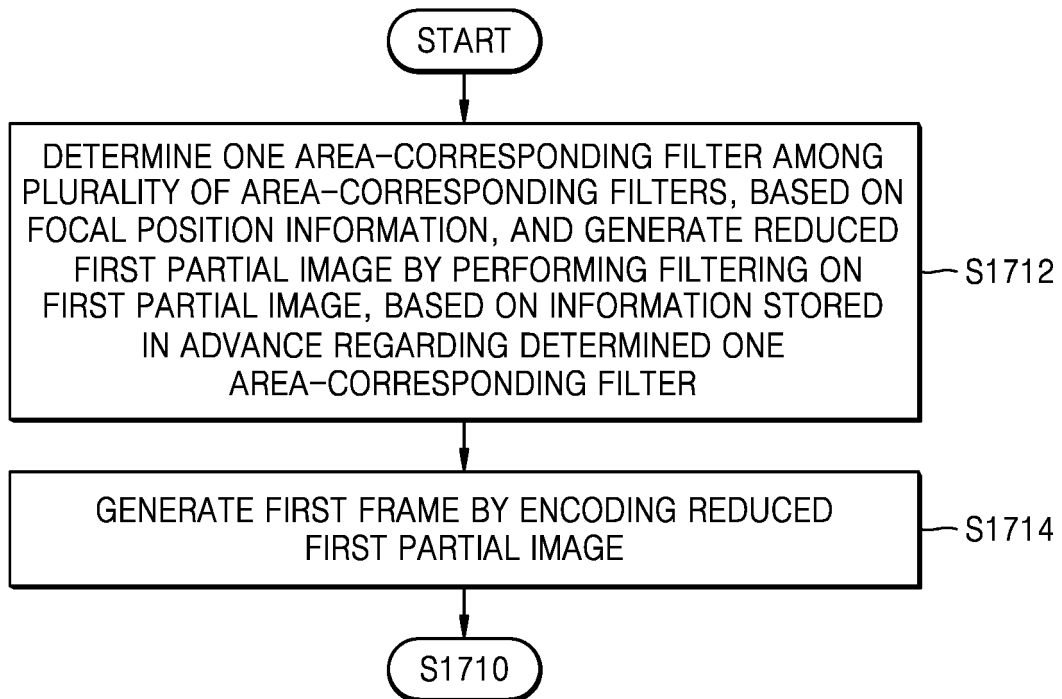 START
DETERMINE ONE AREA-CORRESPONDING FILTER AMONG
PLURALITY OF AREA-CORRESPONDING FILTERS, BASED ON
FOCAL POSITION INFORMATION, AND GENERATE REDUCED
FIRST PARTIAL IMAGE BY PERFORMING FILTERING ON
FIRST PARTIAL IMAGE, BASED ON INFORMATION STORED
IN ADVANCE REGARDING DETERMINED ONE
AREA-CORRESPONDING FILTER
S1712
GENERATE FIRST FRAME BY ENCODING REDUCED
FIRST PARTIAL IMAGE
S1714
S1710